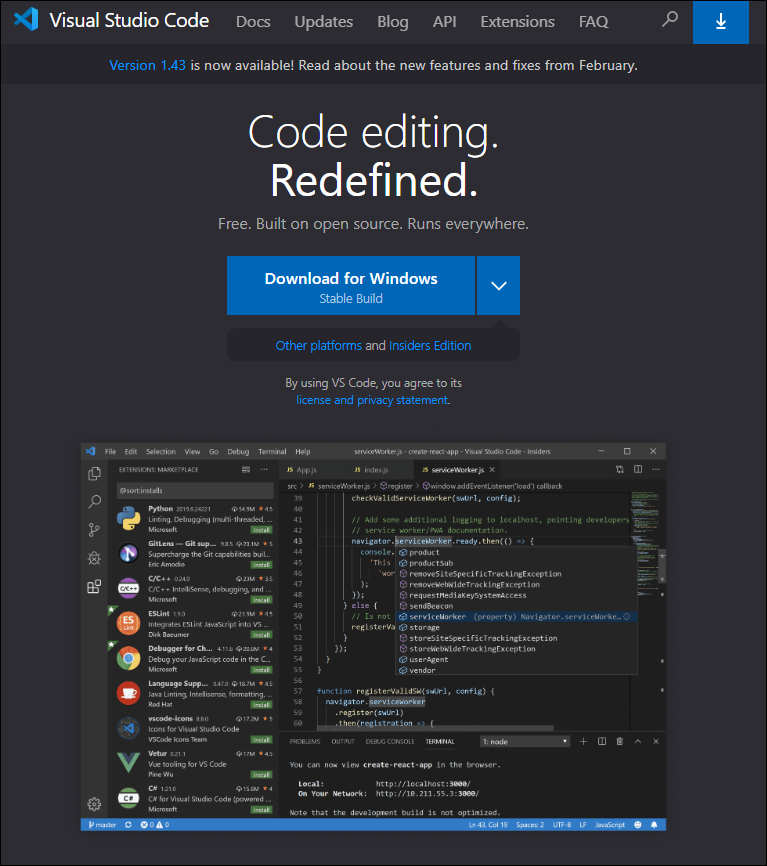 Visual Studio Code Docs Updates Blog API Extensions FAQ
Version 1.43 is now available! Read about the new features and fixes from February.
Code editing.
Redefined.
Free. Built on open source. Runs everywhere.
Download for Windows
Stable Build
Other platforms and Insiders Edition
By using VS Code, you agree to its
license and privacy statement.
File Edit Selection View Go Debug Terminal Help serviceWorker.js - create-react-app - Visual Studio Code - Insiders
EXTENSIONS: MARKETPLACE
@sort:installs
Python 2019.6.24221 54.9M 4.5
Linting, Debugging (multi-threaded, ...
Microsoft Install
GitLens — Git sup... 9.8.5 23.1M 5
Supercharge the Git capabilities buil...
Eric Amodio Install
C/C++ 0.24.0 23M 3.5
C/C++ IntelliSense, debugging, and ...
Microsoft Install
ESLint 1.9.0 21.9M 4.5
Integrates ESLint JavaScript into VS ...
Dirk Baeumer Install
Debugger for Ch... 4.11.6 20.6M 4
Debug your JavaScript code in the C...
Microsoft Install
Language Supp... 0.47.0 18.7M 4.5
Java Linting, Intellisense, formatting, ...
Red Hat Install
vscode-icons 8.8.0 17.2M 5
Icons for Visual Studio Code
VSCode Icons Team Install
Vetur 0.21.1 17M 4.5
Vue tooling for VS Code
Pine Wu Install
C# 1.21.0 15.6M 4
C# for Visual Studio Code (powered ...
Microsoft Install
JS App.js JS index.js JS serviceWorker.js
src > JS serviceWorker.js > register > window.addEventListener('load') callback
39 checkValidServiceWorker(swUrl, config);
40
41 // Add some additional logging to localhost, pointing developers
42 // service worker/PWA documentation.
43 navigator.serviceWorker.ready.then(() => {
44 console.
45 'This
46 'wor
47 );
48 });
49 } else {
50 // Is not
51 registerVa
52 }
53 });
54 }
55 }
56
57 function registerValidSW(swUrl, config) {
58 navigator.serviceWorker
59 .register(swUrl)
60 .then(registration => {
product
productSub
removeSiteSpecificTrackingException
removeWebWideTrackingException
requestMediaKeySystemAccess
sendBeacon
serviceWorker (property) Navigator.serviceWorke...
storage
storeSiteSpecificTrackingException
storeWebWideTrackingException
userAgent
vendor
PROBLEMS OUTPUT DEBUG CONSOLE TERMINAL 1: node
You can now view create-react-app in the browser.
Local: http://localhost:3000/
On Your Network: http://10.211.55.3:3000/
Note that the development build is not optimized.
master 0 0 Ln 43, Col 19 Spaces: 2 UTF-8 LF JavaScript